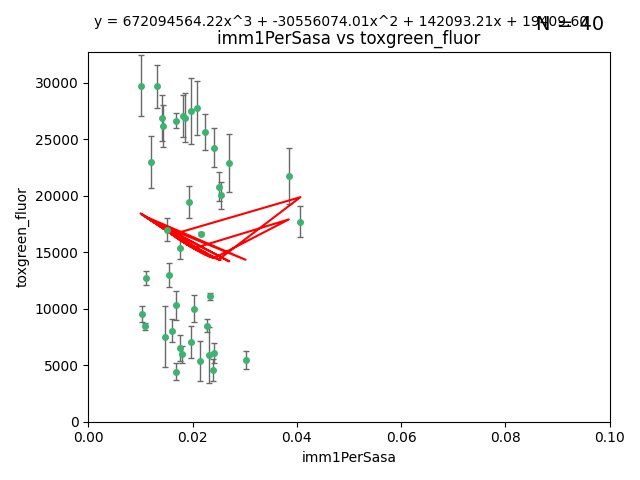 y = 672094564.22x^3 + -30556074.01x^2 + 142093.21x + 19409.60
N = 40
imm1PerSasa vs toxgreen_fluor
30000
25000
20000
15000
10000
5000
0
toxgreen_fluor
0.00 0.02 0.04 0.06 0.08 0.10
imm1PerSasa